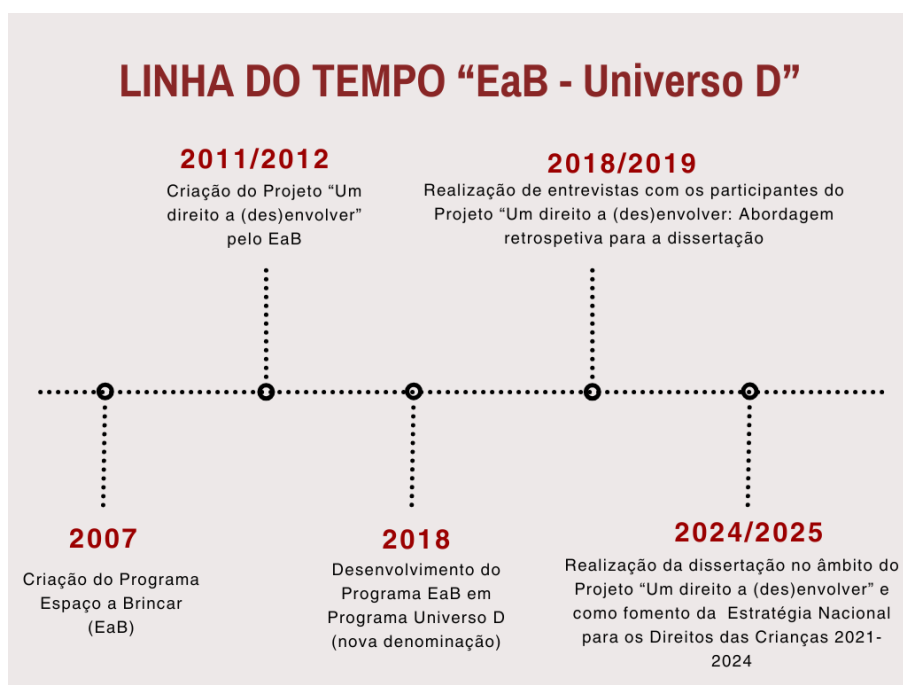 LINHA DO TEMPO “EaB - Universo D”
2011/2012
Criação do Projeto “Um
direito a (des)envolver”
pelo EaB
2018/2019
Realização de entrevistas com os participantes do
Projeto “Um direito a (des)envolver: Abordagem
retrospetiva para a dissertação
2007
Criação do Programa
Espaço a Brincar
(EaB)
2018
Desenvolvimento do
Programa EaB em
Programa Universo D
(nova denominação)
2024/2025
Realização da dissertação no âmbito do
Projeto “Um direito a (des)envolver” e
como fomento da Estratégia Nacional
para os Direitos das Crianças 2021-
2024